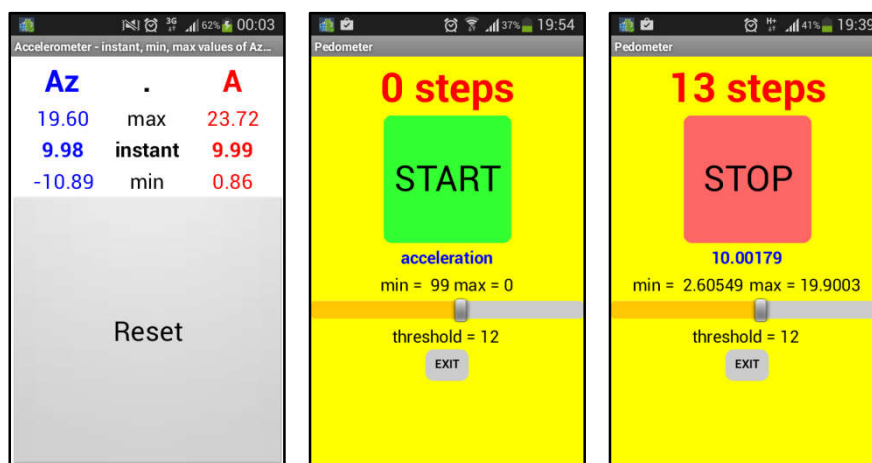 3G 62% 00:03
Accelerometer - instant, min, max values of Az...
Az . A
19.60 max 23.72
9.98 instant 9.99
-10.89 min 0.86
Reset
37% 19:54
Pedometer
0 steps
START
acceleration
min = 99 max = 0
threshold = 12
EXIT
H+ 41% 19:39
Pedometer
13 steps
STOP
10.00179
min = 2.60549 max = 19.9003
threshold = 12
EXIT